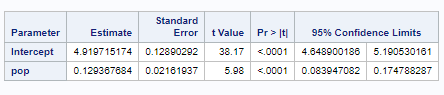 Parameter Estimate Standard Error t Value Pr > |t| 95% Confidence Limits
Intercept 4.919715174 0.12890292 38.17 <.0001 4.648900186 5.190530161
pop 0.129367684 0.02161937 5.98 <.0001 0.083947082 0.174788287